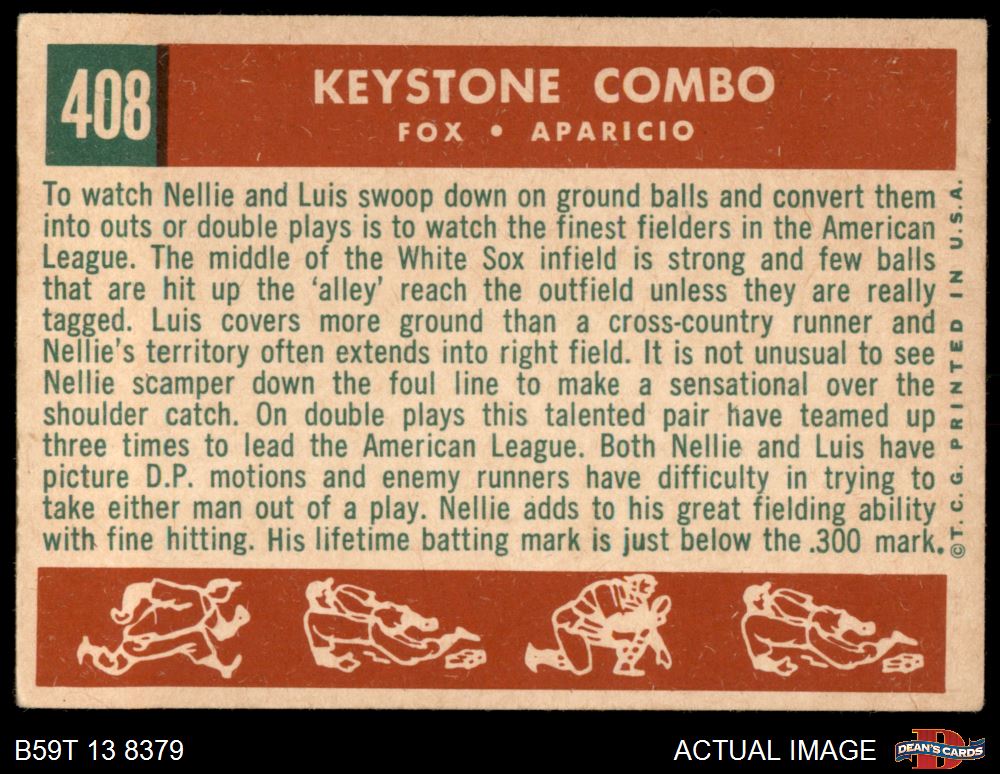 408
KEYSTONE COMBO
FOX • APARICIO
To watch Nellie and Luis swoop down on ground balls and convert them
into outs or double plays is to watch the finest fielders in the American
League. The middle of the White Sox infield is strong and few balls
that are hit up the ‘alley’ reach the outfield unless they are really
tagged. Luis covers more ground than a cross-country runner and
Nellie's territory often extends into right field. It is not unusual to see
Nellie scamper down the foul line to make a sensational over the
shoulder catch. On double plays this talented pair have teamed up
three times to lead the American League. Both Nellie and Luis have
picture D.P. motions and enemy runners have difficulty in trying to
take either man out of a play. Nellie adds to his great fielding ability
with fine hitting. His lifetime batting mark is just below the .300 mark.
©T. C. G. PRINTED IN U.S.A.
B59T 13 8379
ACTUAL IMAGE
D
DEAN'S CARDS